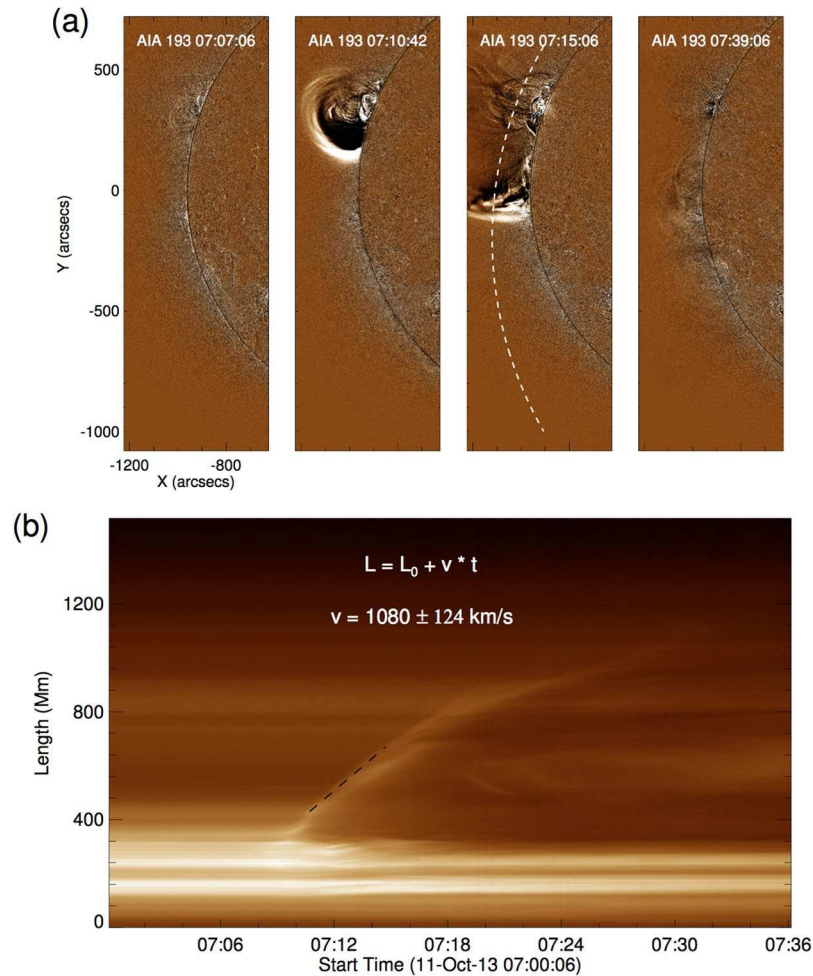 (a)
AIA 193 07:07:06
AIA 193 07:10:42
AIA 193 07:15:06
AIA 193 07:39:06
500
0
-500
-1000
Y (arcsecs)
-1200
-800
X (arcsecs)
(b)
L = L₀ + v * t
v = 1080 ± 124 km/s
1200
800
400
0
Length (Mm)
07:06
07:12
07:18
07:24
07:30
07:36
Start Time (11-Oct-13 07:00:06)